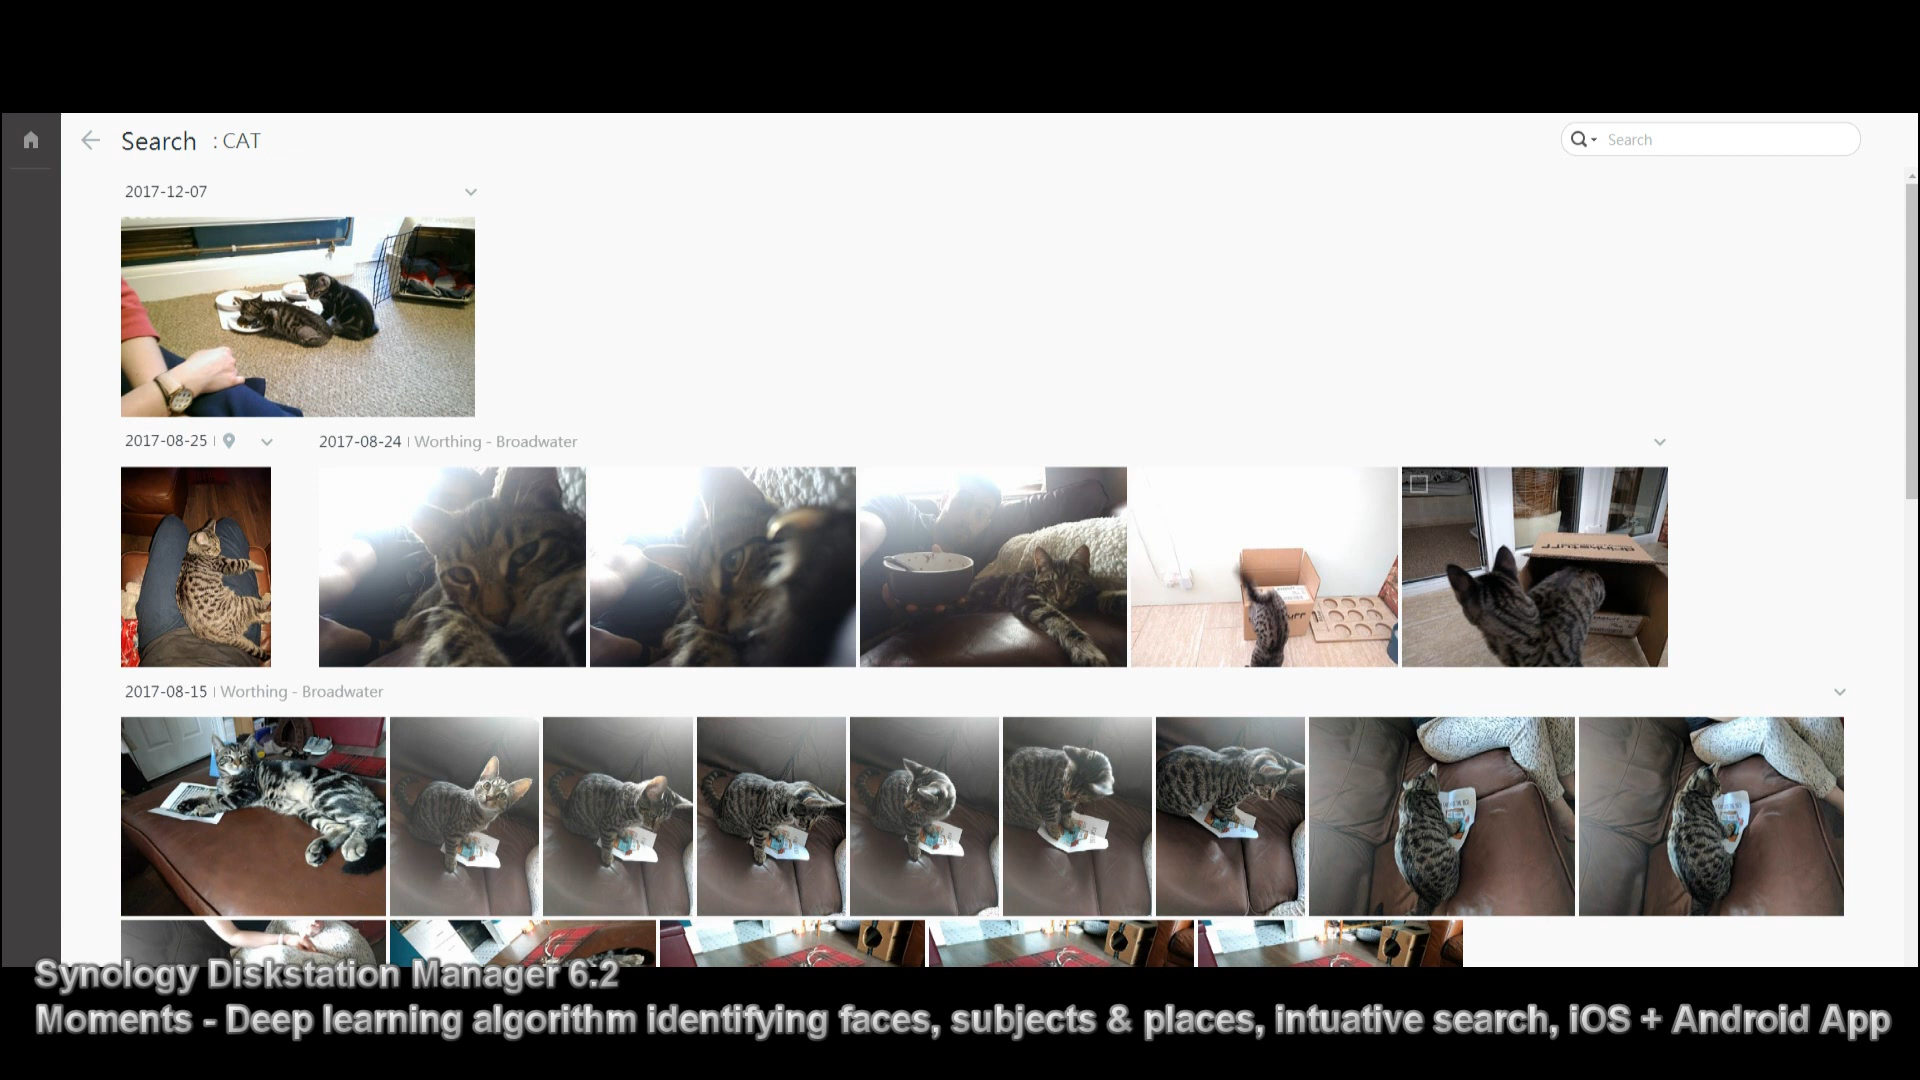 Search : CAT
Search
2017-12-07
2017-08-25 |
2017-08-24 | Worthing - Broadwater
2017-08-15 | Worthing - Broadwater
Synology Diskstation Manager 6.2
Moments - Deep learning algorithm identifying faces, subjects & places, intuative search, iOS + Android App